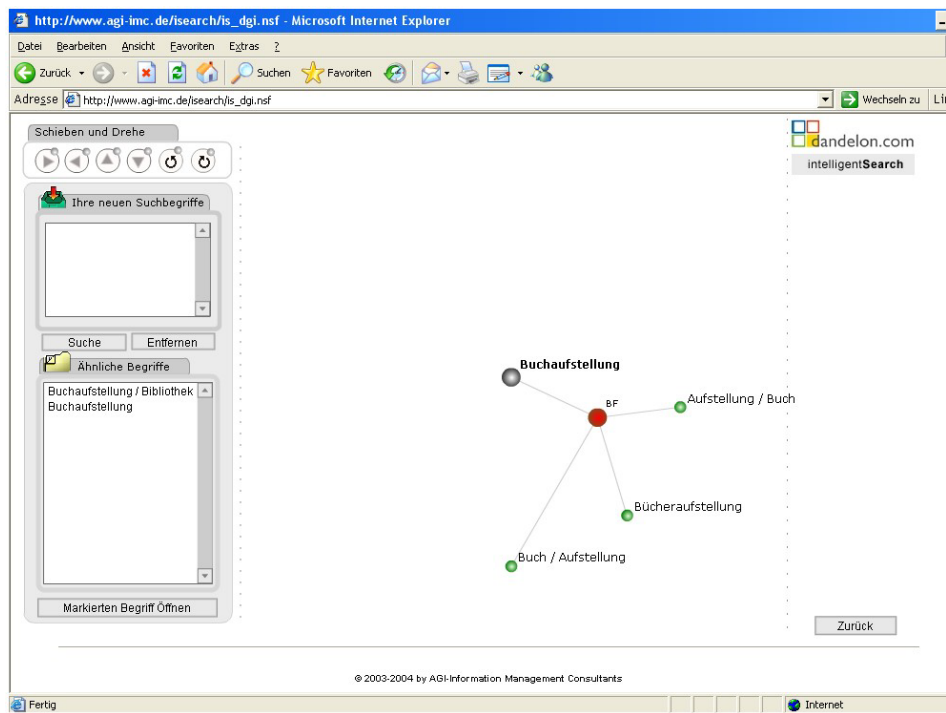 http://www.agi-imc.de/isearch/is_dgi.nsf - Microsoft Internet Explorer
Datei Bearbeiten Ansicht Favoriten Extras ?
Zurück Suchen Favoriten
Adresse http://www.agi-imc.de/isearch/is_dgi.nsf Wechseln zu
Schieben und Drehe
dandelon.com
intelligentSearch
Ihre neuen Suchbegriffe
Suche Entfernen
Ähnliche Begriffe
Buchaufstellung / Bibliothek
Buchaufstellung
Buchaufstellung
BF
Aufstellung / Buch
Bücheraufstellung
Buch / Aufstellung
Markierten Begriff Öffnen
Zurück
© 2003-2004 by AGI-Information Management Consultants
Fertig Internet